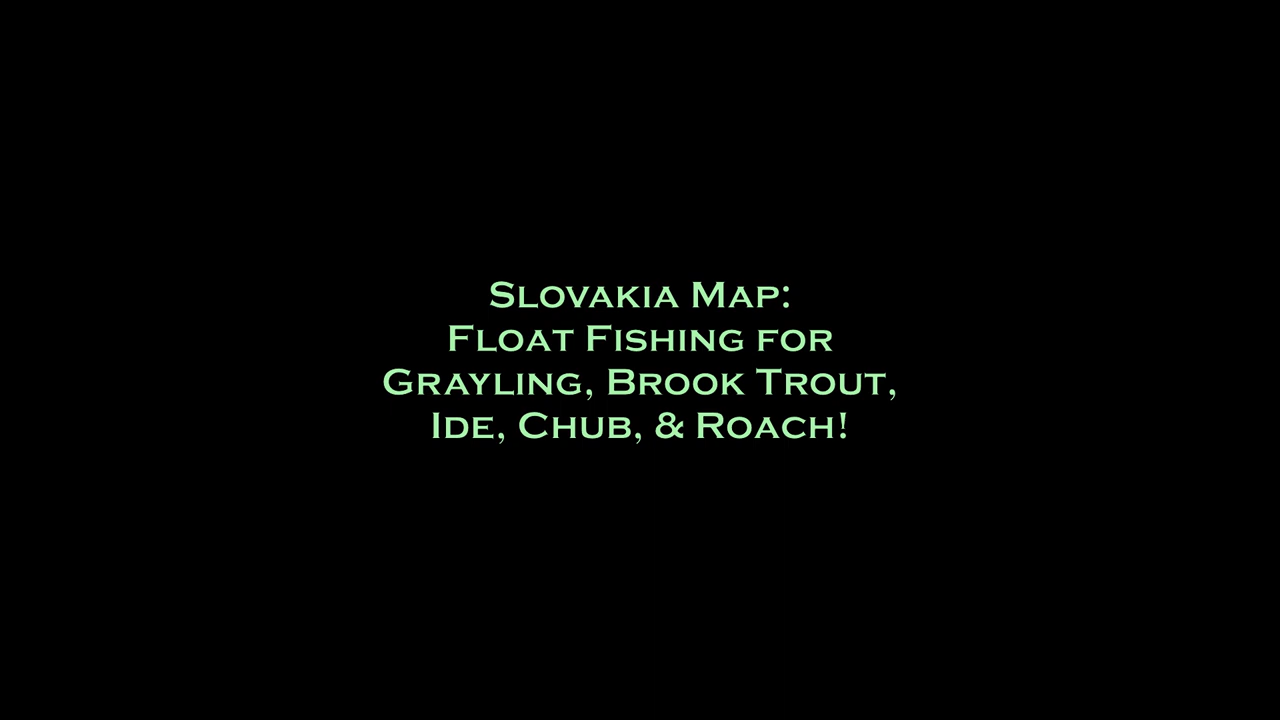 Slovakia Map:
Float Fishing for
Grayling, Brook Trout,
Ide, Chub, & Roach!